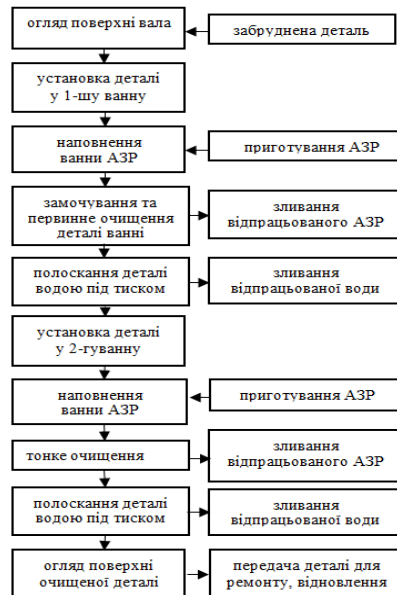 огляд поверхні вала
забруднена деталь
установка деталі
у 1-шу ванну
наповнення
ванни АЗР
приготування АЗР
замочування та
первинне очищення
деталі ванні
зливання
відпрацьованого АЗР
полоскання деталі
водою під тиском
зливання
відпрацьованої води
установка деталі
у 2-гуванну
наповнення
ванни АЗР
приготування АЗР
тонке очищення
зливання
відпрацьованого АЗР
полоскання деталі
водою під тиском
зливання
відпрацьованої води
огляд поверхні
очищеної деталі
передача деталі для
ремонту, відновлення